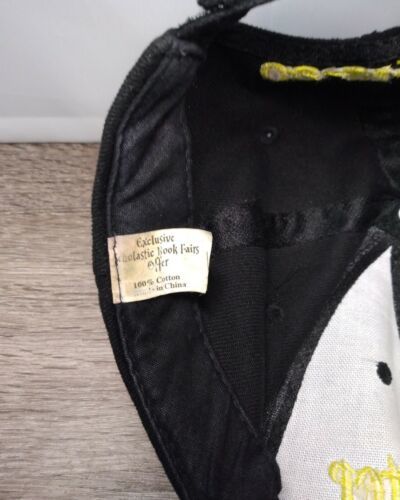 Exclusive
Scholastic Book Fairs
Offer
100% Cotton
in China